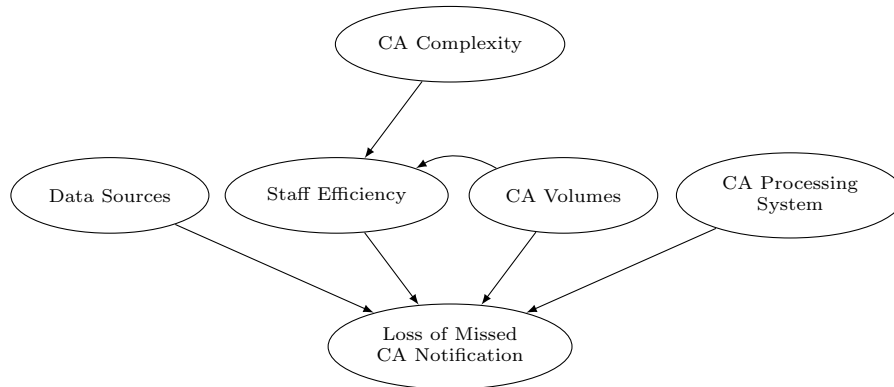 CA Complexity
Data Sources
Staff Efficiency
CA Volumes
CA Processing
System
Loss of Missed
CA Notification